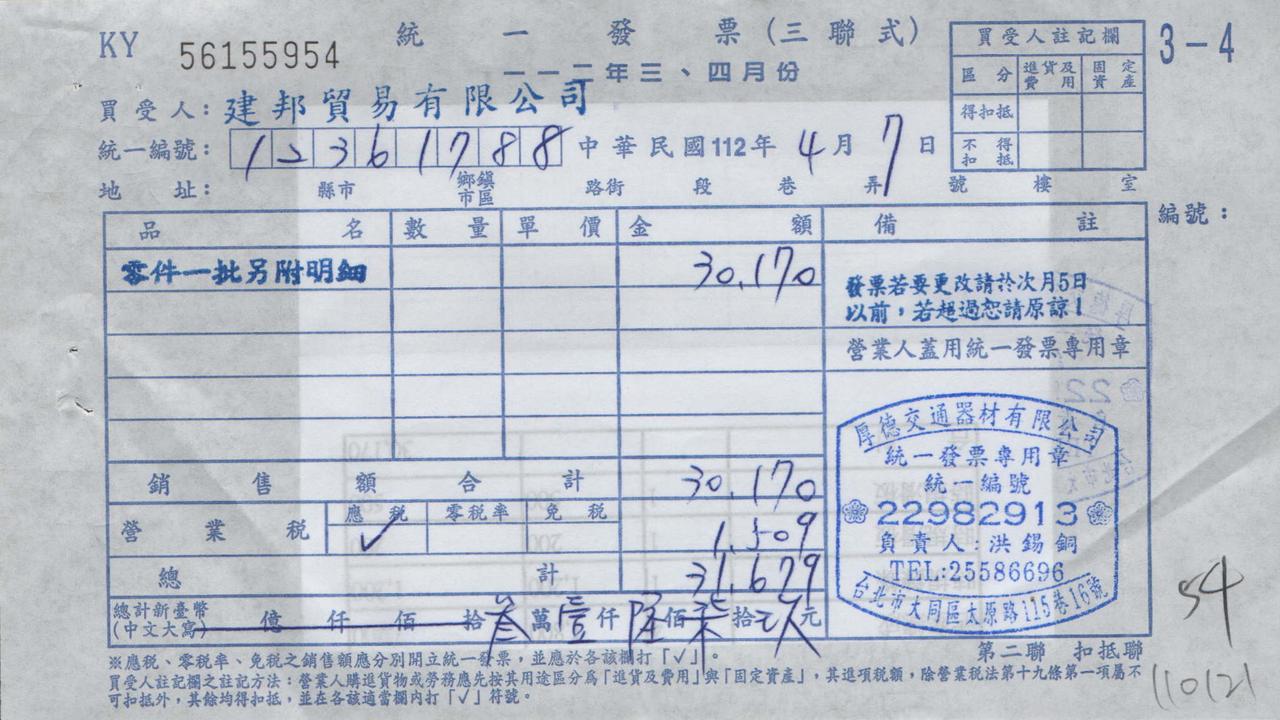 KY 56155954 統一發票(三聯式) 3-4
一一二年三、四月份
買受人註記欄
區分 進貨及費用 固定資產
得扣抵
不得扣抵
買受人:建邦貿易有限公司
統一編號:12361788 中華民國112年4月7日
地址: 縣市 鄉鎮市區 路街 段 巷 弄 號 樓 室
品名 數量 單價 金額 備註 編號:
零件一批另附明細 30,170
發票若要更改請於次月5日
以前,若超過恕請原諒!
營業人蓋用統一發票專用章
厚德交通器材有限公司
統一發票專用章
統一編號
22982913
負責人:洪錫銅
TEL:25586696
台北市大同區太原路115巷16號
銷售額合計 30,170
營業稅 應稅 ✓ 零稅率 免稅 1,509
總計 31,679
總計新臺幣
(中文大寫) 億 仟 佰 拾 叁萬壹仟陸佰柒拾 元
54
第二聯 扣抵聯
※應稅、零稅率、免稅之銷售額應分別開立統一發票,並應於各該欄打「✓」。
買受人註記欄之註記方法:營業人購進貨物或勞務應先按其用途區分為「進貨及費用」與「固定資產」,其進項稅額,除營業稅法第十九條第一項屬不
可扣抵外,其餘均得扣抵,並在各該適當欄內打「✓」符號。
110121